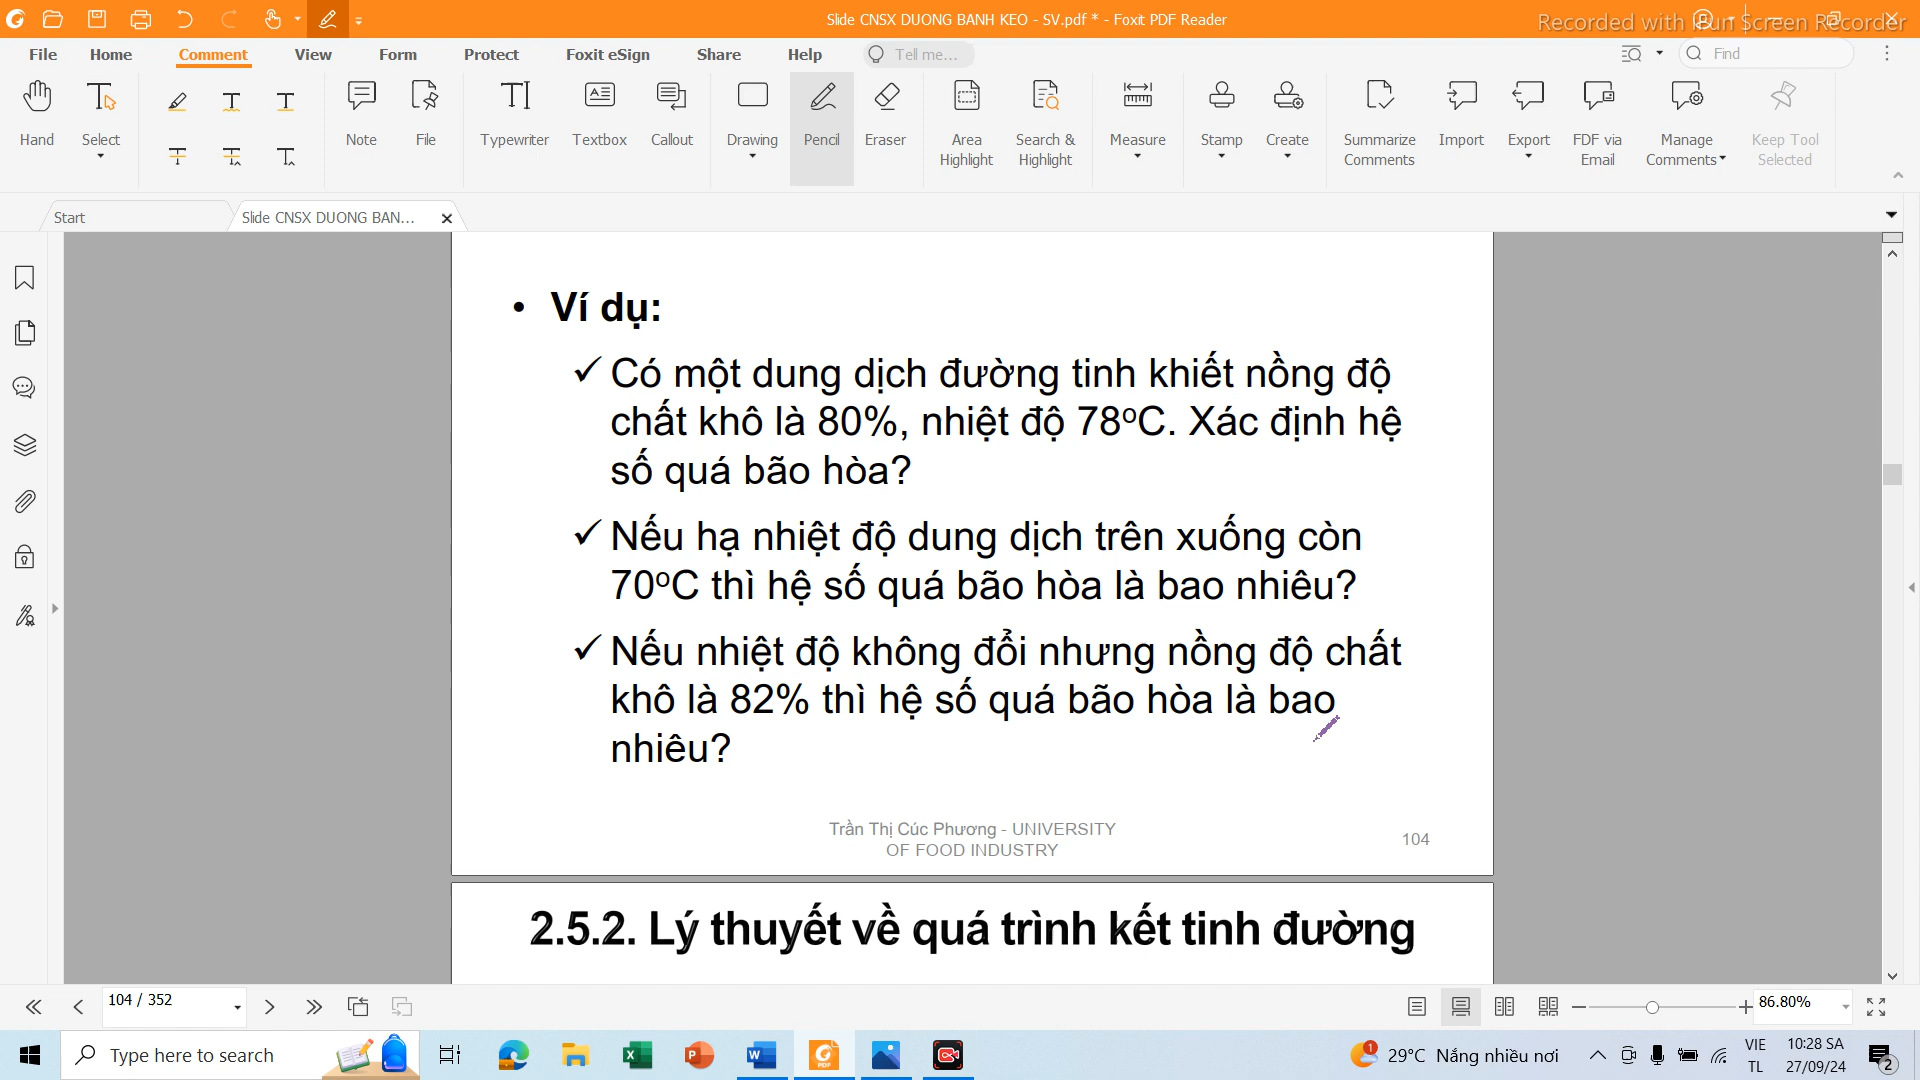 Slide CNSX DUONG BANH KEO - SV.pdf * - Foxit PDF Reader
Recorded with iFun Screen Recorder
File Home Comment View Form Protect Foxit eSign Share Help Tell me... Find
Hand Select Note File Typewriter Textbox Callout Drawing Pencil Eraser Area Highlight Search & Highlight Measure Stamp Create Summarize Comments Import Export FDF via Email Manage Comments Keep Tool Selected
Start Slide CNSX DUONG BAN...
• Ví dụ:
✓ Có một dung dịch đường tinh khiết nồng độ
chất khô là 80%, nhiệt độ 78ºC. Xác định hệ
số quá bão hòa?
✓ Nếu hạ nhiệt độ dung dịch trên xuống còn
70ºC thì hệ số quá bão hòa là bao nhiêu?
✓ Nếu nhiệt độ không đổi nhưng nồng độ chất
khô là 82% thì hệ số quá bão hòa là bao
nhiêu?
Trần Thị Cúc Phương - UNIVERSITY
OF FOOD INDUSTRY
104
2.5.2. Lý thuyết về quá trình kết tinh đường
104 / 352
86.80%
Type here to search
1
29°C Nắng nhiều nơi
VIE
TL
10:28 SA
27/09/24
2